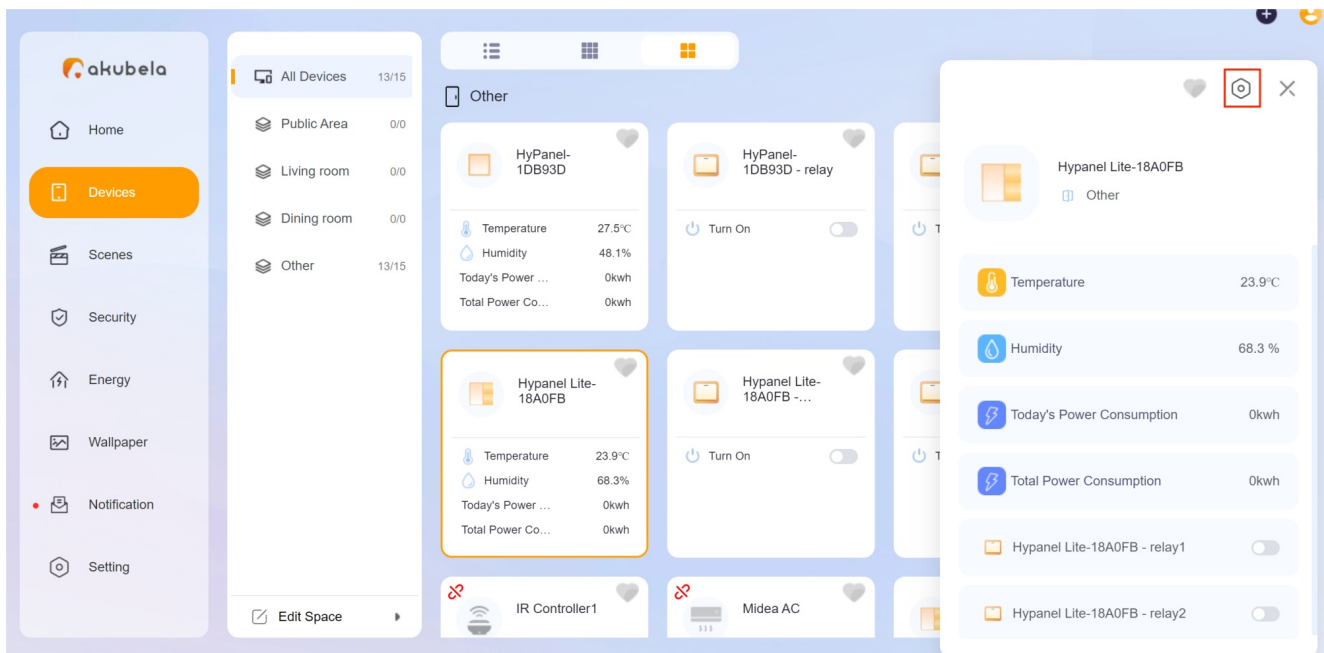 akubela
Home
Devices
Scenes
Security
Energy
Wallpaper
Notification
Setting
All Devices 13/15
Public Area 0/0
Living room 0/0
Dining room 0/0
Other 13/15
Edit Space
Other
HyPanel-
1DB93D
Temperature 27.5°C
Humidity 48.1%
Today's Power ... 0kwh
Total Power Co... 0kwh
HyPanel-
1DB93D - relay
Turn On
T
Hypanel Lite-
18A0FB
Temperature 23.9°C
Humidity 68.3%
Today's Power ... 0kwh
Total Power Co... 0kwh
Hypanel Lite-
18A0FB -...
Turn On
T
IR Controller1
Midea AC
Hypanel Lite-18A0FB
Other
Temperature 23.9°C
Humidity 68.3 %
Today's Power Consumption 0kwh
Total Power Consumption 0kwh
Hypanel Lite-18A0FB - relay1
Hypanel Lite-18A0FB - relay2